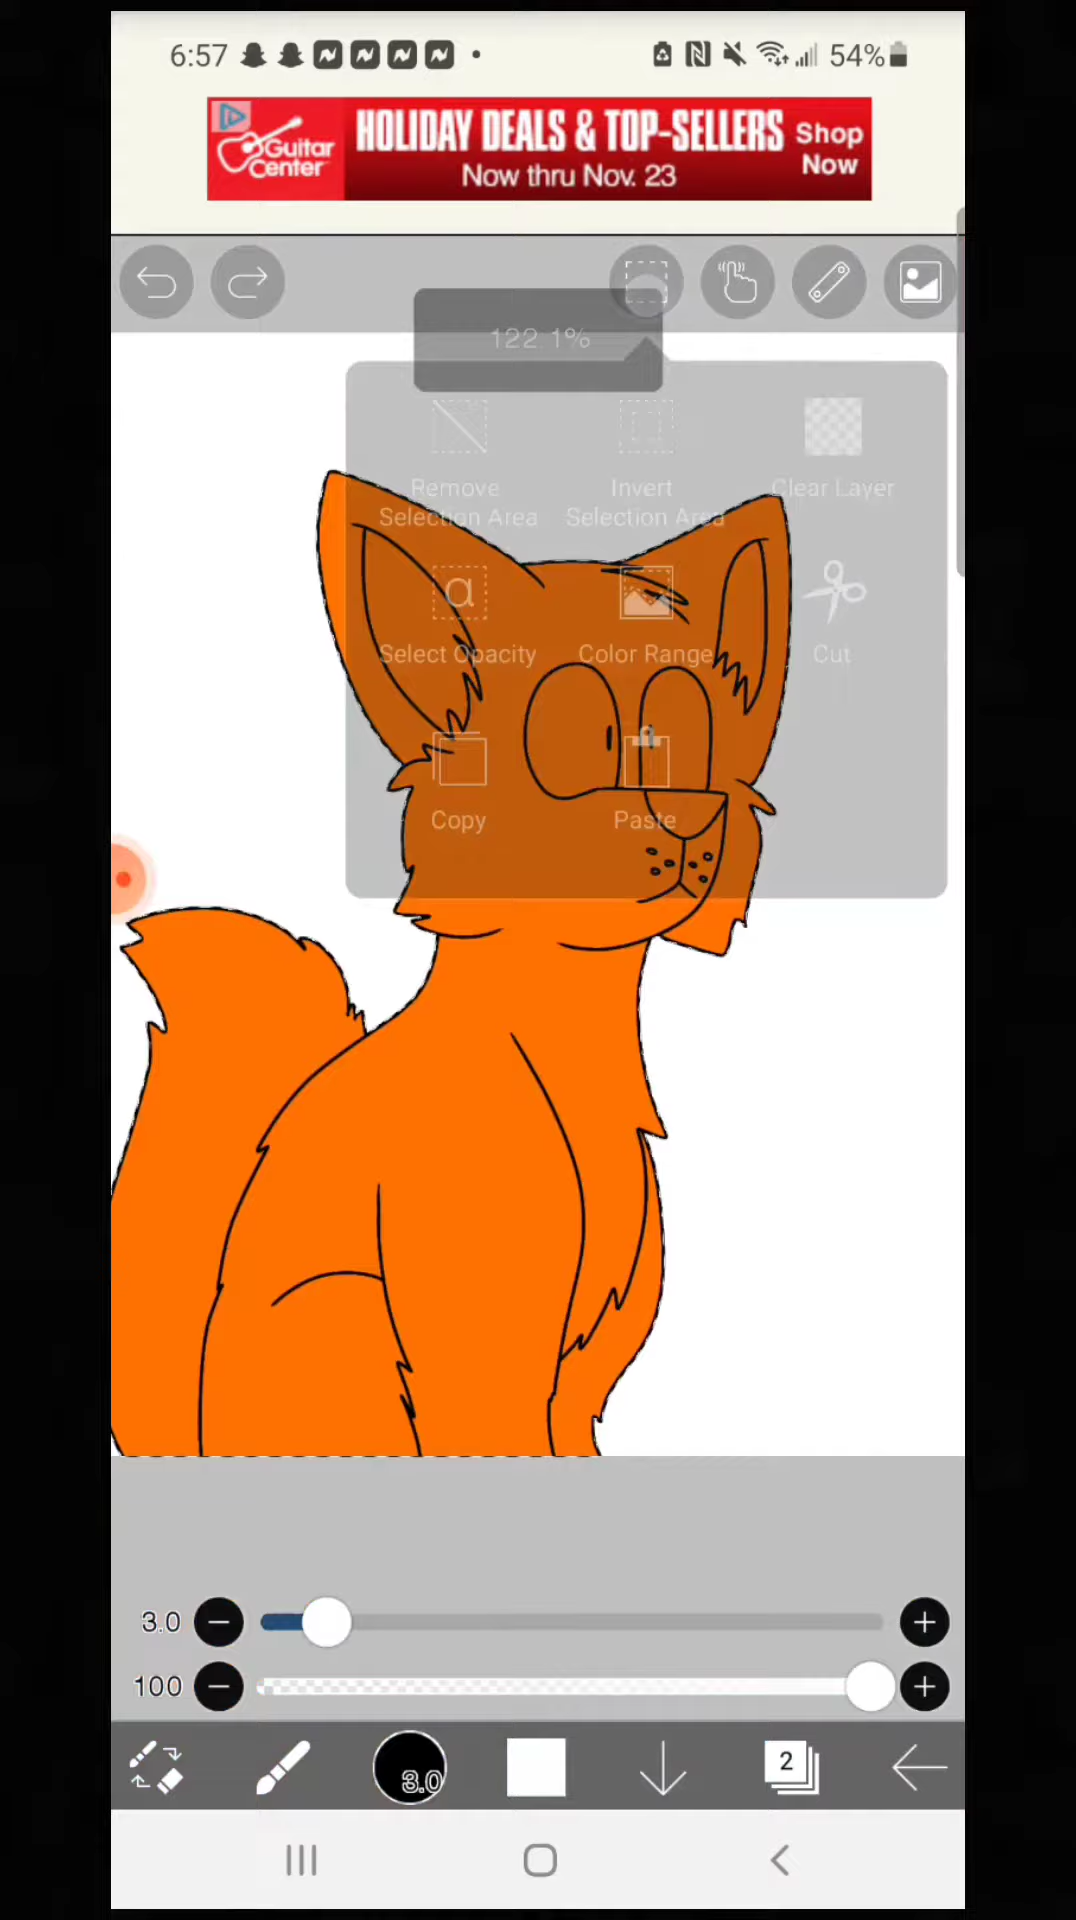 6:57
54%
Guitar
Center
HOLIDAY DEALS & TOP-SELLERS
Now thru Nov. 23
Shop
Now
122.1%
Remove
Selection Area
Invert
Selection Area
Clear Layer
α
Select Opacity
Color Range
Cut
Copy
Paste
3.0
100
3.0
2